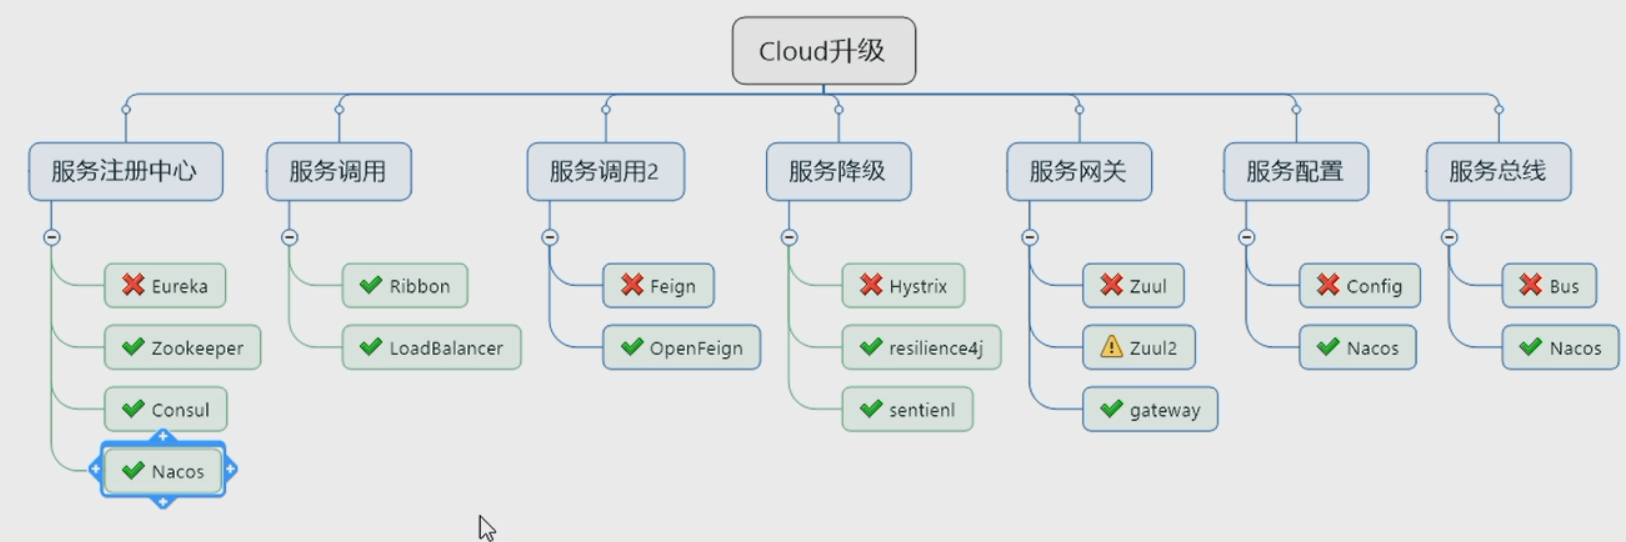 Cloud升级
服务注册中心
Eureka
Zookeeper
Consul
Nacos
服务调用
Ribbon
LoadBalancer
服务调用2
Feign
OpenFeign
服务降级
Hystrix
resilience4j
sentienl
服务网关
Zuul
Zuul2
gateway
服务配置
Config
Nacos
服务总线
Bus
Nacos